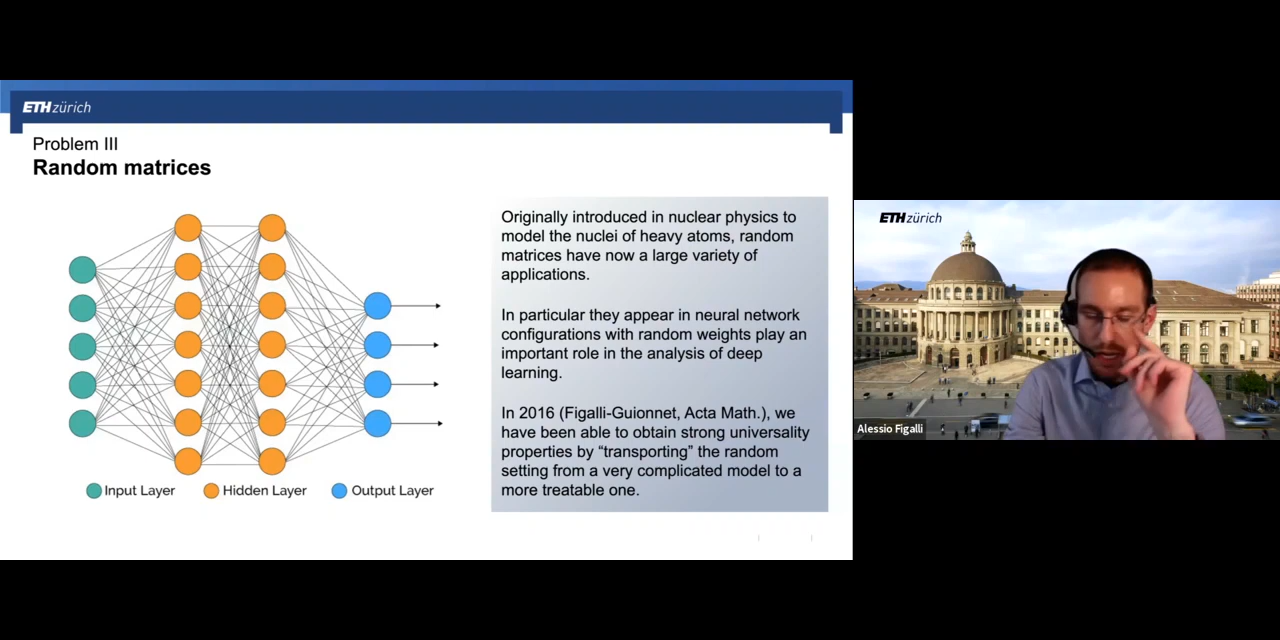 ETH zürich
Problem III
Random matrices
Originally introduced in nuclear physics to
model the nuclei of heavy atoms, random
matrices have now a large variety of
applications.
In particular they appear in neural network
configurations with random weights play an
important role in the analysis of deep
learning.
In 2016 (Figalli-Guionnet, Acta Math.), we
have been able to obtain strong universality
properties by “transporting” the random
setting from a very complicated model to a
more treatable one.
Input Layer
Hidden Layer
Output Layer
ETH zürich
Alessio Figalli